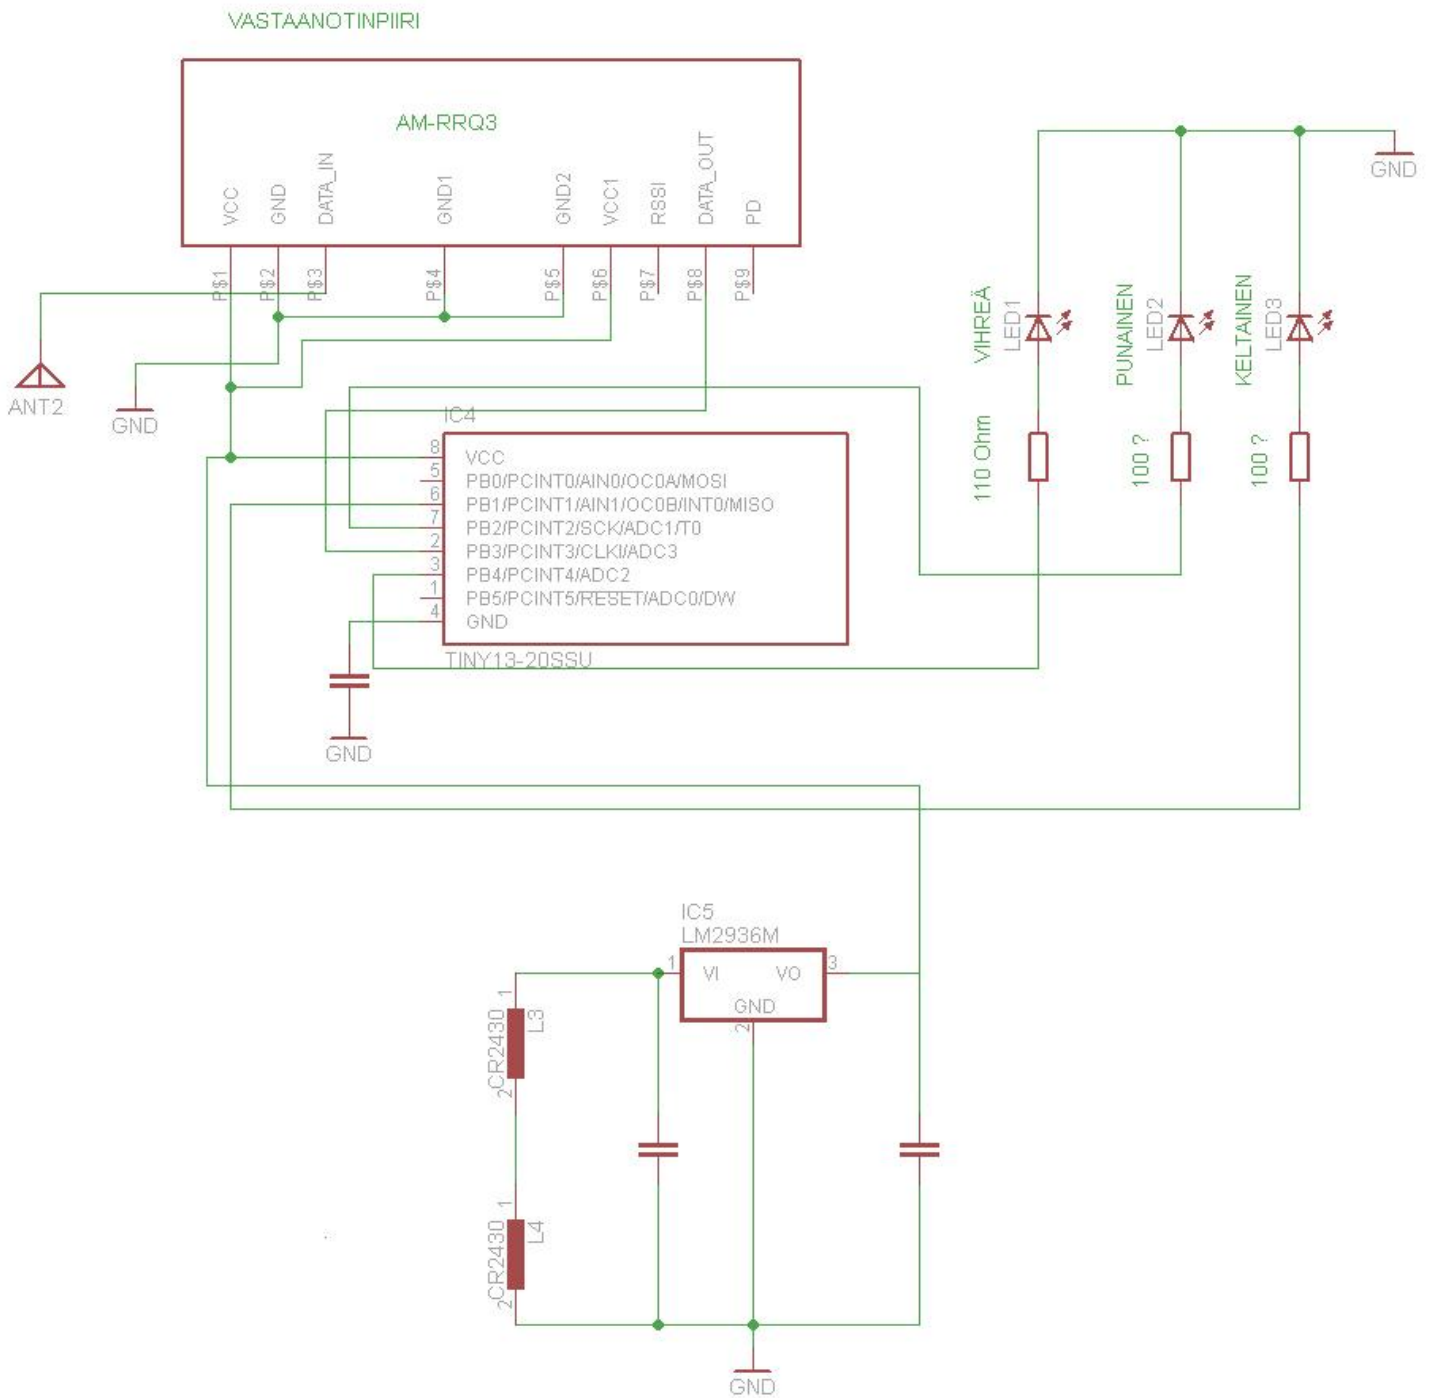 VASTAANOTINPIIRI
AM-RRQ3
VCC
GND
DATA_IN
GND1
GND2
VCC1
RSSI
DATA_OUT
PD
P$1
P$2
P$3
P$4
P$5
P$6
P$7
P$8
P$9
ANT2
GND
GND
VIHREÄ
LED1
PUNAINEN
LED2
KELTAINEN
LED3
110 Ohm
100 ?
100 ?
IC4
8 VCC
5 PB0/PCINT0/AIN0/OC0A/MOSI
6 PB1/PCINT1/AIN1/OC0B/INT0/MISO
7 PB2/PCINT2/SCK/ADC1/T0
2 PB3/PCINT3/CLKI/ADC3
3 PB4/PCINT4/ADC2
1 PB5/PCINT5/RESET/ADC0/DW
4 GND
TINY13-20SSU
GND
IC5
LM2936M
1 VI VO 3
GND
2
1
CR2430
L3
2
1
CR2430
L4
2
GND